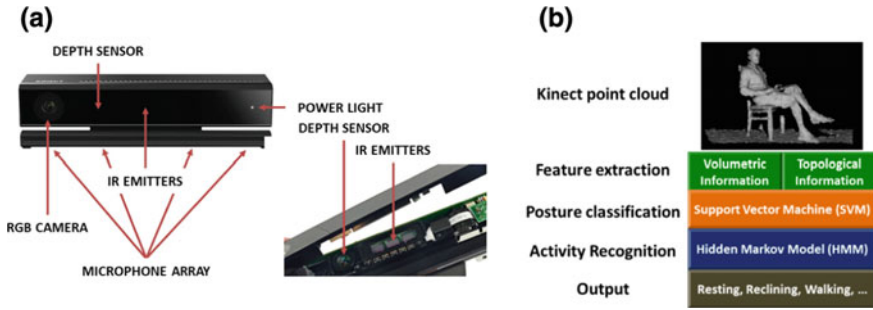 (a)
DEPTH SENSOR
POWER LIGHT
DEPTH SENSOR
IR EMITTERS
IR EMITTERS
RGB CAMERA
MICROPHONE ARRAY
(b)
Kinect point cloud
Feature extraction
Volumetric
Information
Topological
Information
Posture classification
Support Vector Machine (SVM)
Activity Recognition
Hidden Markov Model (HMM)
Output
Resting, Reclining, Walking, ...